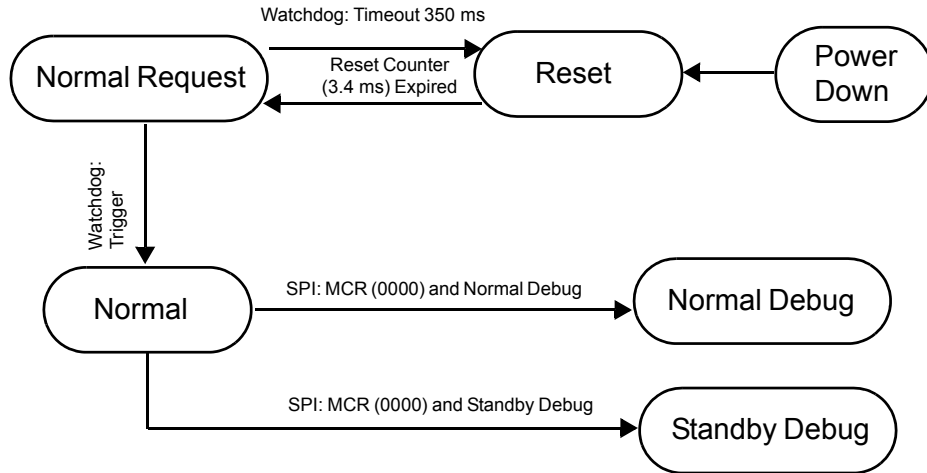 Watchdog: Timeout 350 ms
Normal Request
Reset Counter
(3.4 ms) Expired
Reset
Power
Down
Watchdog:
Trigger
Normal
SPI: MCR (0000) and Normal Debug
Normal Debug
SPI: MCR (0000) and Standby Debug
Standby Debug